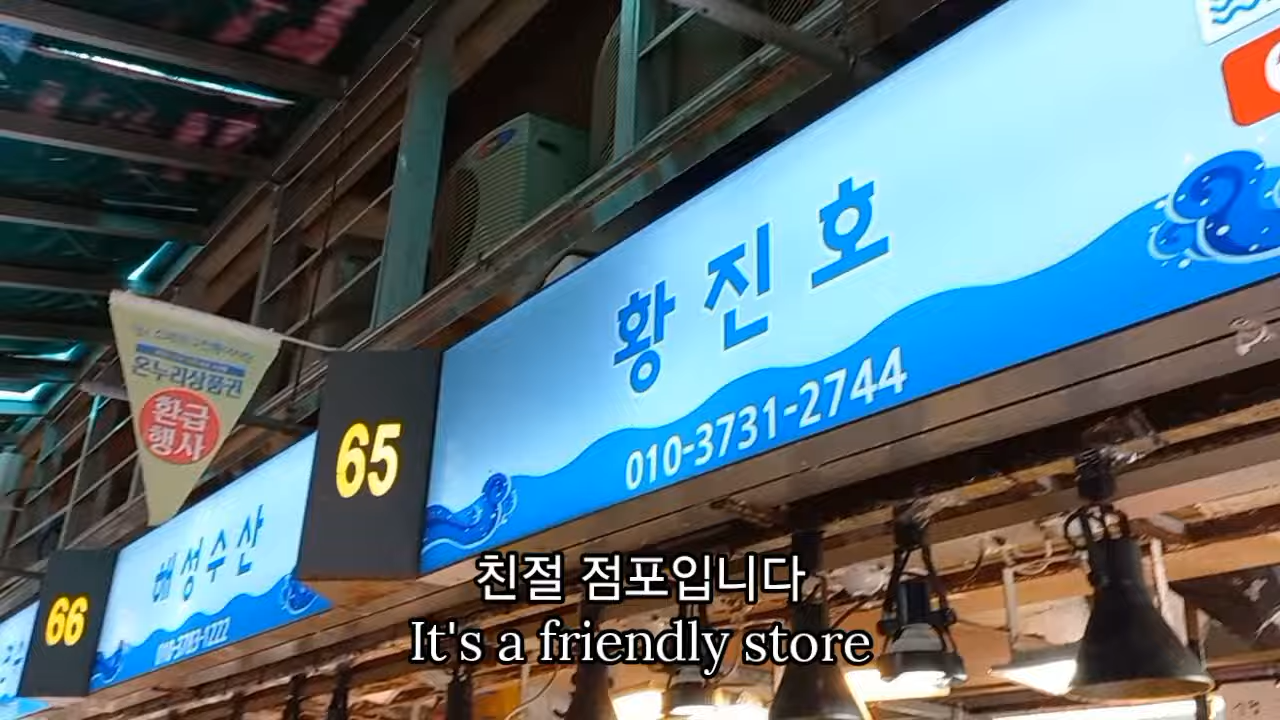 황진호
010-3731-2744
65
온누리상품권
환급
행사
해성수산
66
친절 점포입니다
It's a friendly store